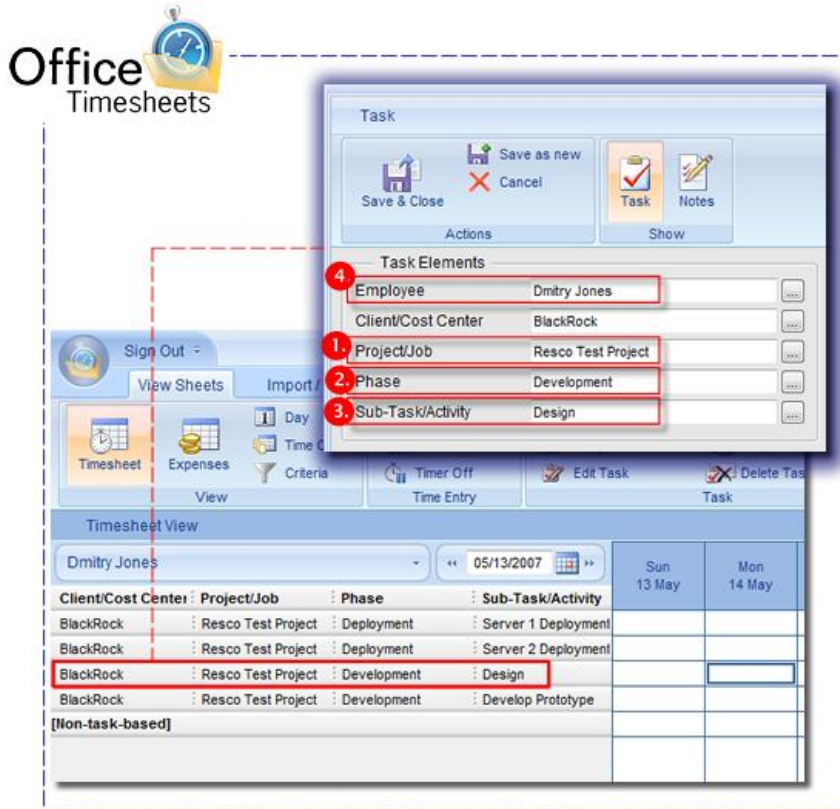 Office
Timesheets
Task
Save & Close
Save as new
Cancel
Task
Notes
Actions
Show
Task Elements
4.
Employee Dmitry Jones ...
Client/Cost Center BlackRock ...
1. Project/Job Resco Test Project ...
2. Phase Development ...
3. Sub-Task/Activity Design ...
Sign Out
View Sheets Import /
Timesheet
Expenses
1 Day
Time
Criteria
Timer Off
Edit Task
Delete Tas
View Time Entry Task
Timesheet View
Dmitry Jones 05/13/2007
Sun
13 May
Mon
14 May
Client/Cost Center Project/Job Phase Sub-Task/Activity
BlackRock Resco Test Project Deployment Server 1 Deployment
BlackRock Resco Test Project Deployment Server 2 Deployment
BlackRock Resco Test Project Development Design
BlackRock Resco Test Project Development Develop Prototype
[Non-task-based]